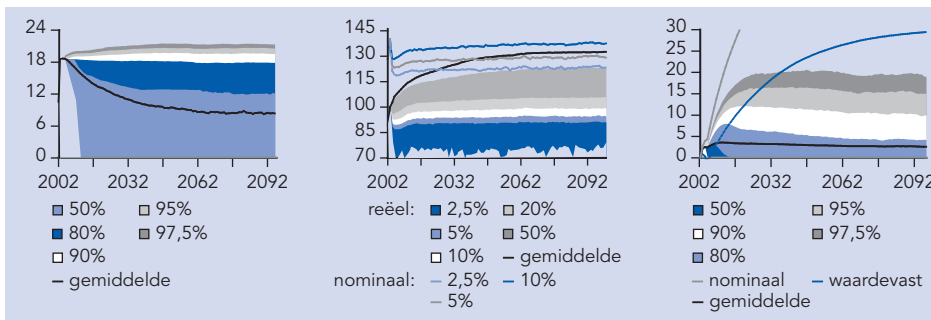 24
18
12
6
0
2002 2032 2062 2092
50% 95%
80% 97,5%
90%
gemiddelde
145
130
115
100
85
70
2002 2032 2062 2092
reëel: 2,5% 20%
5% 50%
10% gemiddelde
nominaal: 2,5% 10%
5%
30
25
20
15
10
5
0
2002 2032 2062 2092
50% 95%
90% 97,5%
80%
nominaal waardevast
gemiddelde